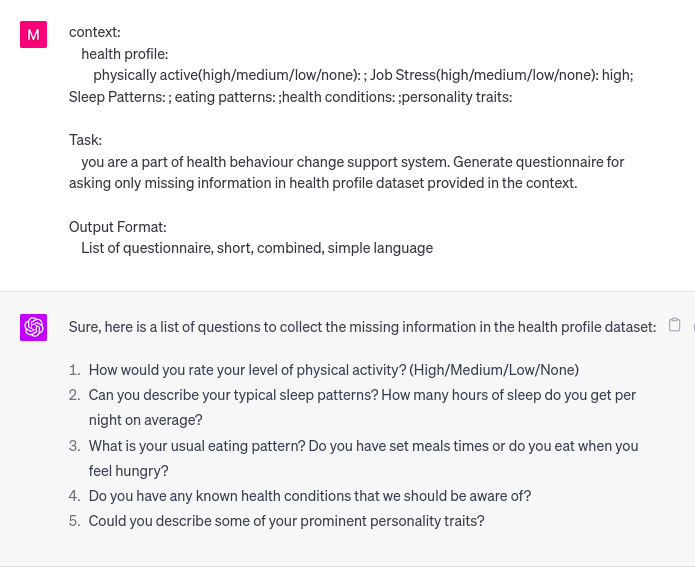 M
context:
health profile:
physically active(high/medium/low/none): ; Job Stress(high/medium/low/none): high;
Sleep Patterns: ; eating patterns: ;health conditions: ;personality traits:
Task:
you are a part of health behaviour change support system. Generate questionnaire for
asking only missing information in health profile dataset provided in the context.
Output Format:
List of questionnaire, short, combined, simple language
Sure, here is a list of questions to collect the missing information in the health profile dataset:
1. How would you rate your level of physical activity? (High/Medium/Low/None)
2. Can you describe your typical sleep patterns? How many hours of sleep do you get per
night on average?
3. What is your usual eating pattern? Do you have set meals times or do you eat when you
feel hungry?
4. Do you have any known health conditions that we should be aware of?
5. Could you describe some of your prominent personality traits?